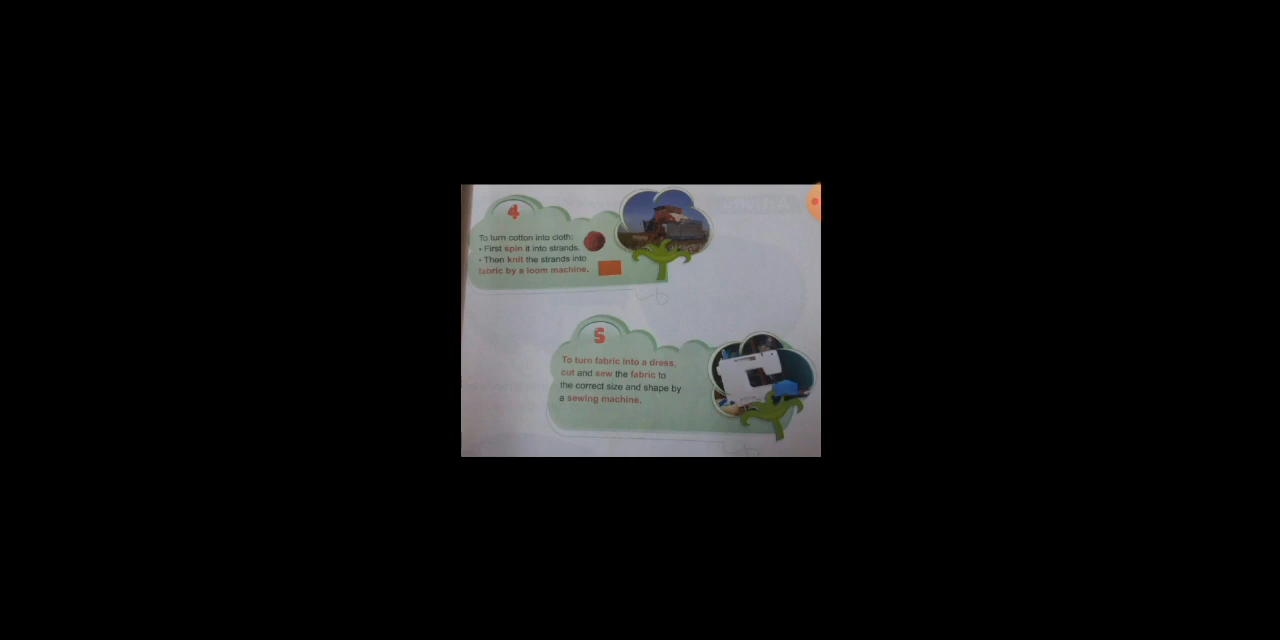 4
To turn cotton into cloth:
• First spin it into strands.
• Then knit the strands into
fabric by a loom machine.
5
To turn fabric into a dress,
cut and sew the fabric to
the correct size and shape by
a sewing machine.